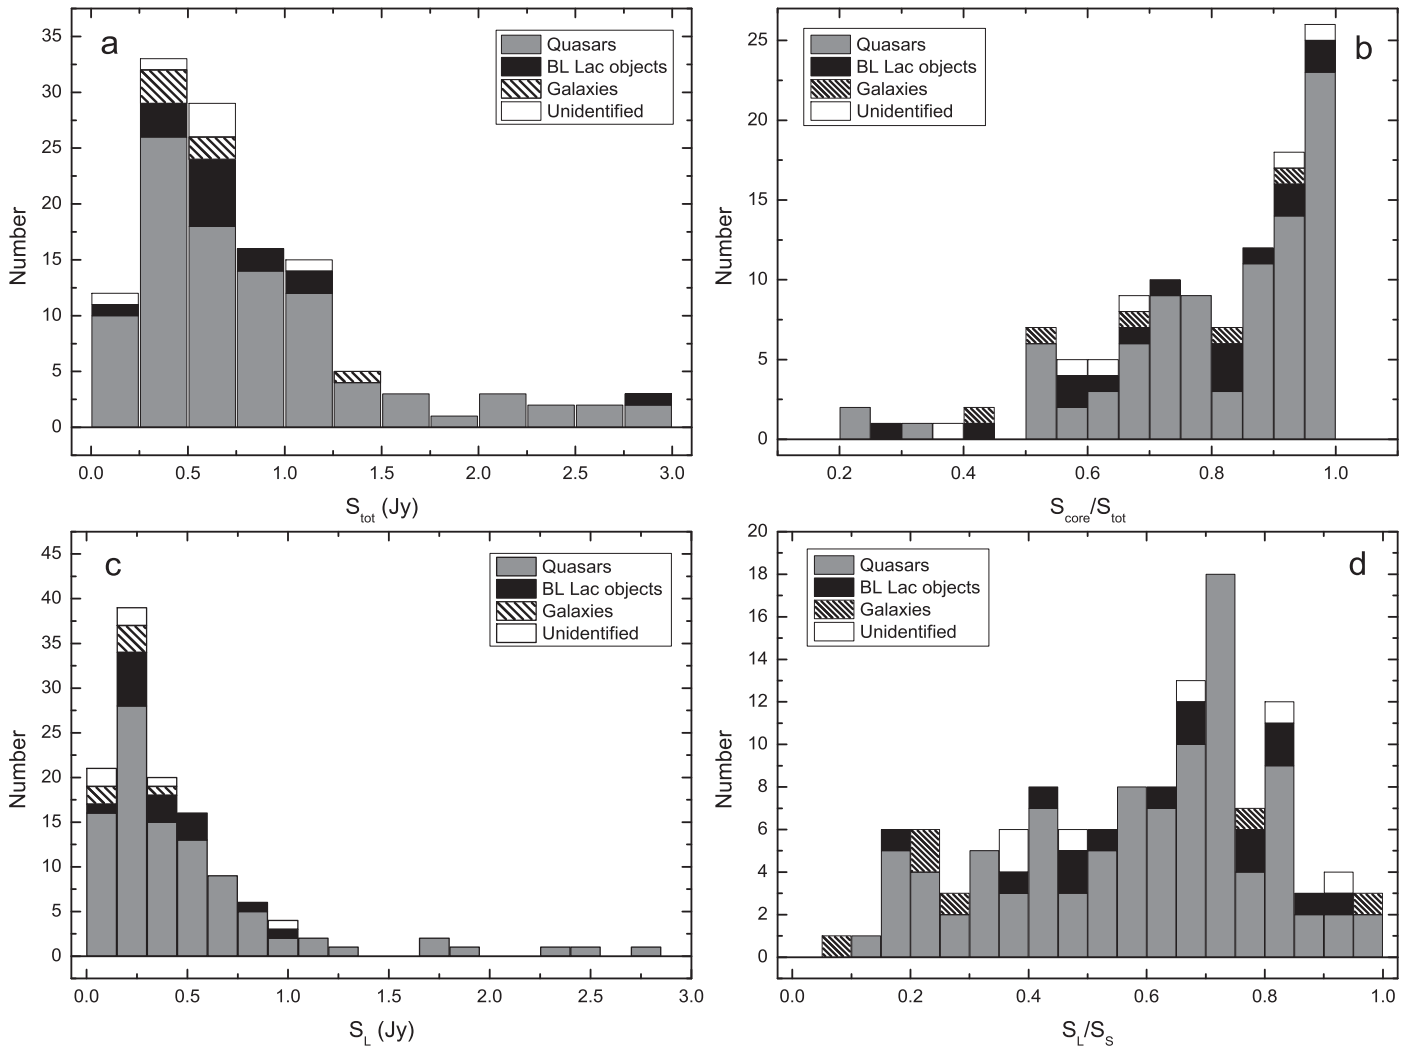 a
Quasars
BL Lac objects
Galaxies
Unidentified
35
30
25
20
15
10
5
0
Number
0.0 0.5 1.0 1.5 2.0 2.5 3.0
S_tot (Jy)
b
Quasars
BL Lac objects
Galaxies
Unidentified
25
20
15
10
5
0
Number
0.2 0.4 0.6 0.8 1.0
S_core/S_tot
c
Quasars
BL Lac objects
Galaxies
Unidentified
45
40
35
30
25
20
15
10
5
0
Number
0.0 0.5 1.0 1.5 2.0 2.5 3.0
S_L (Jy)
d
Quasars
BL Lac objects
Galaxies
Unidentified
20
18
16
14
12
10
8
6
4
2
0
Number
0.0 0.2 0.4 0.6 0.8 1.0
S_L/S_S